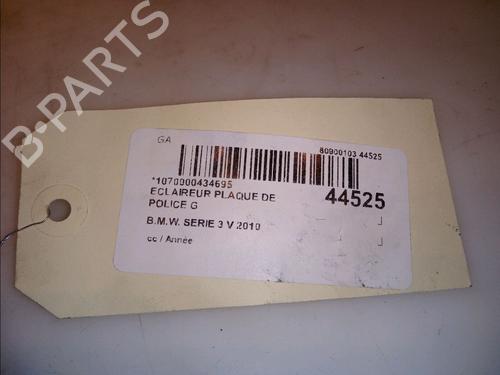 B-PARTS
GA
80900103 44525
*1070000434695
ECLAIREUR PLAQUE DE
POLICE G
44525
B.M.W. SERIE 3 V 2010
cc / Année